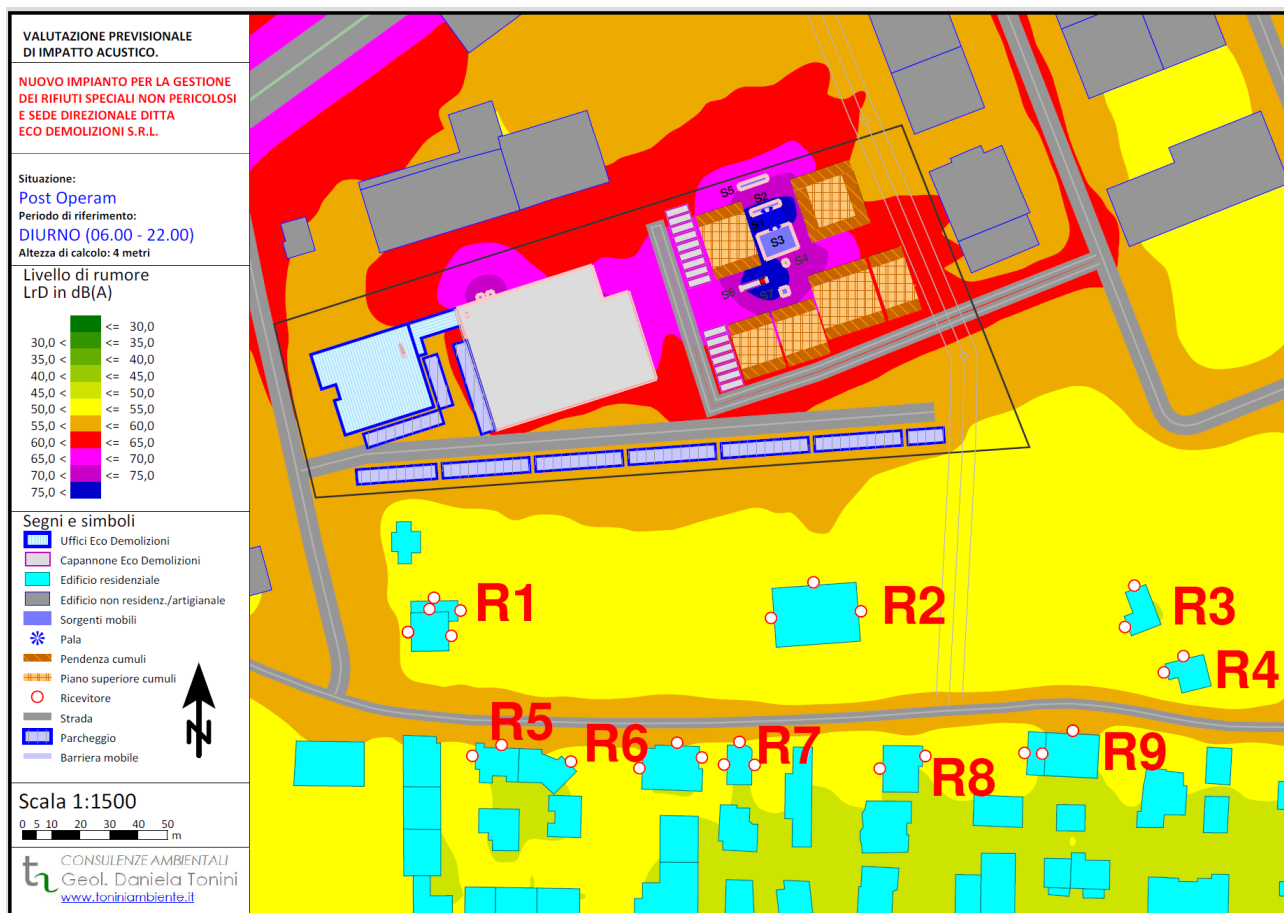 VALUTAZIONE PREVISIONALE
DI IMPATTO ACUSTICO.
NUOVO IMPIANTO PER LA GESTIONE
DEI RIFIUTI SPECIALI NON PERICOLOSI
E SEDE DIREZIONALE DITTA
ECO DEMOLIZIONI S.R.L.
Situazione:
Post Operam
Periodo di riferimento:
DIURNO (06.00 - 22.00)
Altezza di calcolo: 4 metri
Livello di rumore
LrD in dB(A)
<= 30,0
30,0 < <= 35,0
35,0 < <= 40,0
40,0 < <= 45,0
45,0 < <= 50,0
50,0 < <= 55,0
55,0 < <= 60,0
60,0 < <= 65,0
65,0 < <= 70,0
70,0 < <= 75,0
75,0 <
Segni e simboli
Uffici Eco Demolizioni
Capannone Eco Demolizioni
Edificio residenziale
Edificio non residenz./artigianale
Sorgenti mobili
Pala
Pendenza cumuli
Piano superiore cumuli
Ricevitore
Strada
Parcheggio
Barriera mobile
N
Scala 1:1500
0 5 10 20 30 40 50
m
CONSULENZE AMBIENTALI
Geol. Daniela Tonini
www.toniniambiente.it
S5
S2
S1
S3
S4
S6
S7
R1
R2
R3
R4
R5
R6
R7
R8
R9